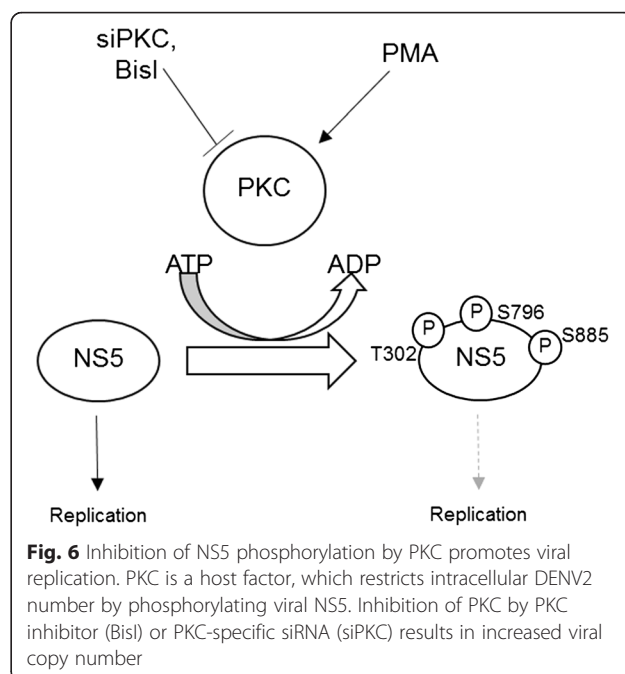 siPKC,
BisI
PMA
PKC
ATP
ADP
NS5
T302
P
P
S796
P
S885
NS5
Replication
Replication
Fig. 6 Inhibition of NS5 phosphorylation by PKC promotes viral
replication. PKC is a host factor, which restricts intracellular DENV2
number by phosphorylating viral NS5. Inhibition of PKC by PKC
inhibitor (BisI) or PKC-specific siRNA (siPKC) results in increased viral
copy number